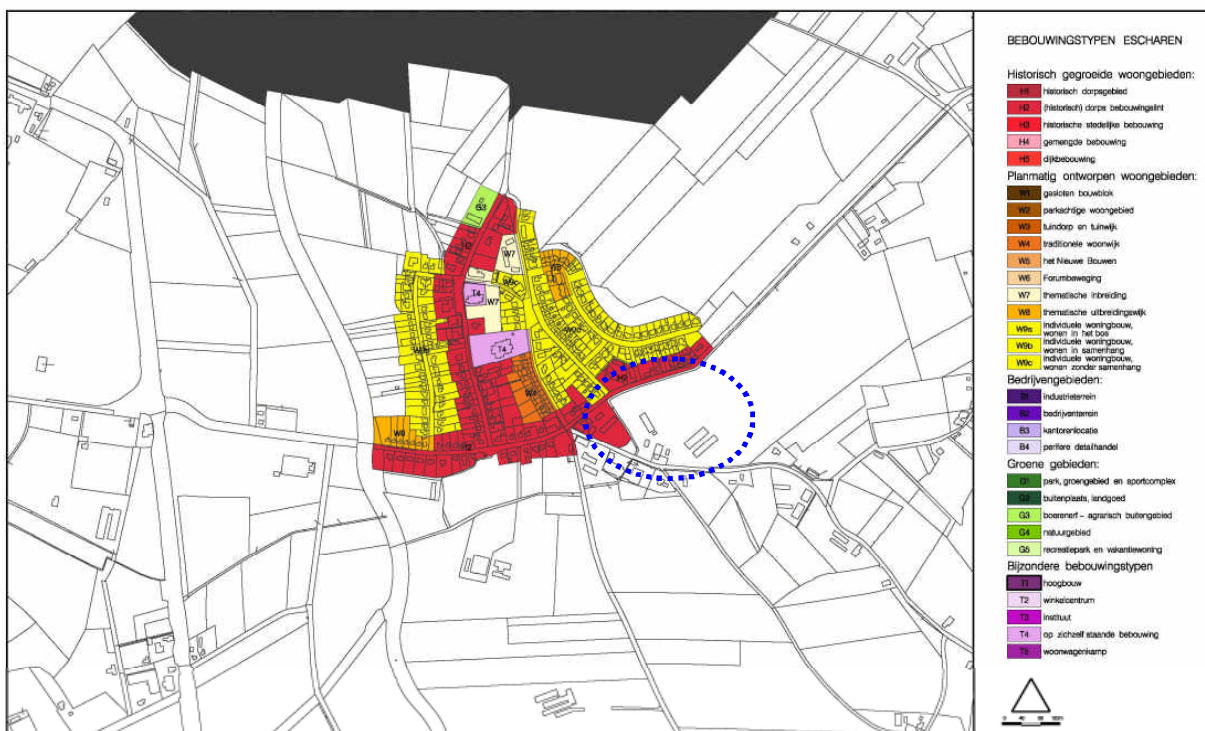 BEBOUWINGSTYPEN ESCHAREN
Historisch gegroeide woongebieden:
H1 historisch dorpsgebied
H2 (historisch) dorps bebouwingslint
H3 historische stedelijke bebouwing
H4 gemengde bebouwing
H5 dijkbebouwing
Planmatig ontworpen woongebieden:
W1 gesloten bouwblok
W2 parkachtige woongebied
W3 tuindorp en tuinwijk
W4 traditionele woonwijk
W5 het Nieuwe Bouwen
W6 Forumbeweging
W7 thematische inbreiding
W8 thematische uitbreidingswijk
W9a individuele woningbouw,
wonen in het bos
W9b individuele woningbouw,
wonen in samenhang
W9c individuele woningbouw,
wonen zonder samenhang
Bedrijvengebieden:
B1 industrieterrein
B2 bedrijventerrein
B3 kantorenlocatie
B4 perifere detailhandel
Groene gebieden:
G1 park, groengebied en sportcomplex
G2 buitenplaats, landgoed
G3 boerenerf - agrarisch buitengebied
G4 natuurgebied
G5 recreatiepark en vakantiewoning
Bijzondere bebouwingstypen
T1 hoogbouw
T2 winkelcentrum
T3 instituut
T4 op zichzelf staande bebouwing
T5 woonwagenkamp
G3
H2
W7
W9c
T4
W7
T4
H2